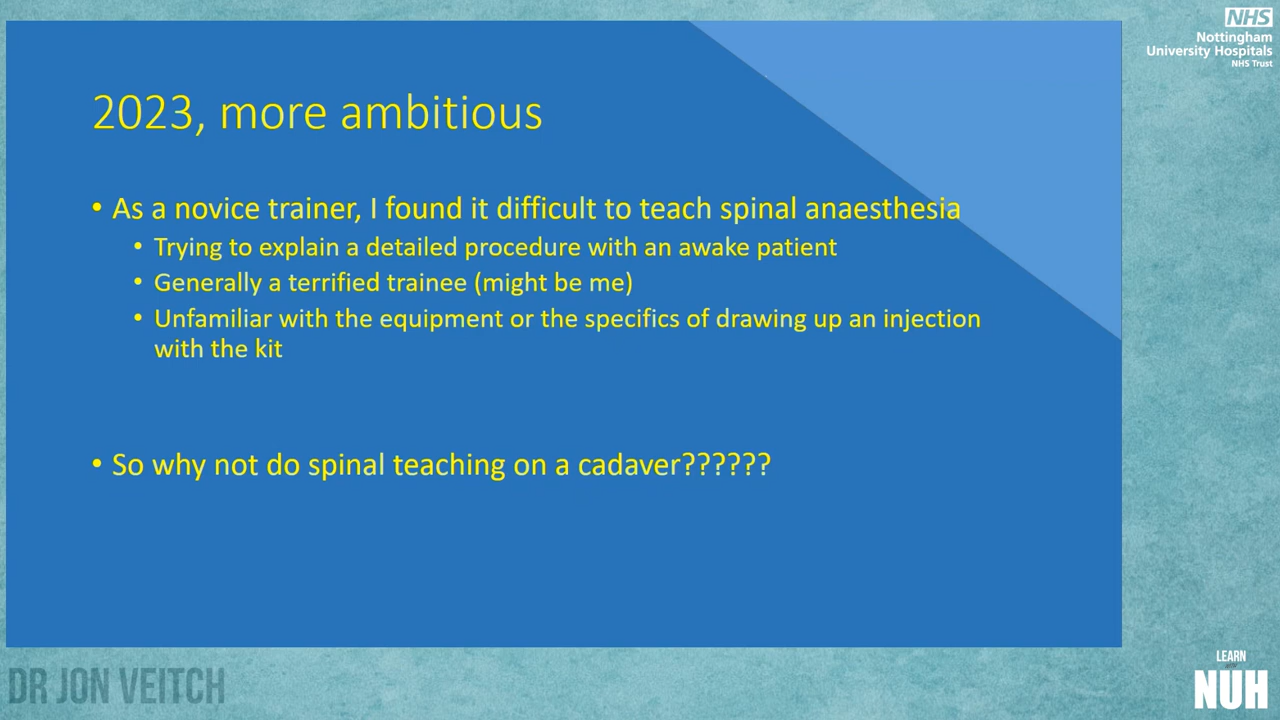 NHS
Nottingham
University Hospitals
NHS Trust
2023, more ambitious
• As a novice trainer, I found it difficult to teach spinal anaesthesia
• Trying to explain a detailed procedure with an awake patient
• Generally a terrified trainee (might be me)
• Unfamiliar with the equipment or the specifics of drawing up an injection
with the kit
• So why not do spinal teaching on a cadaver??????
DR JON VEITCH
LEARN
NUH